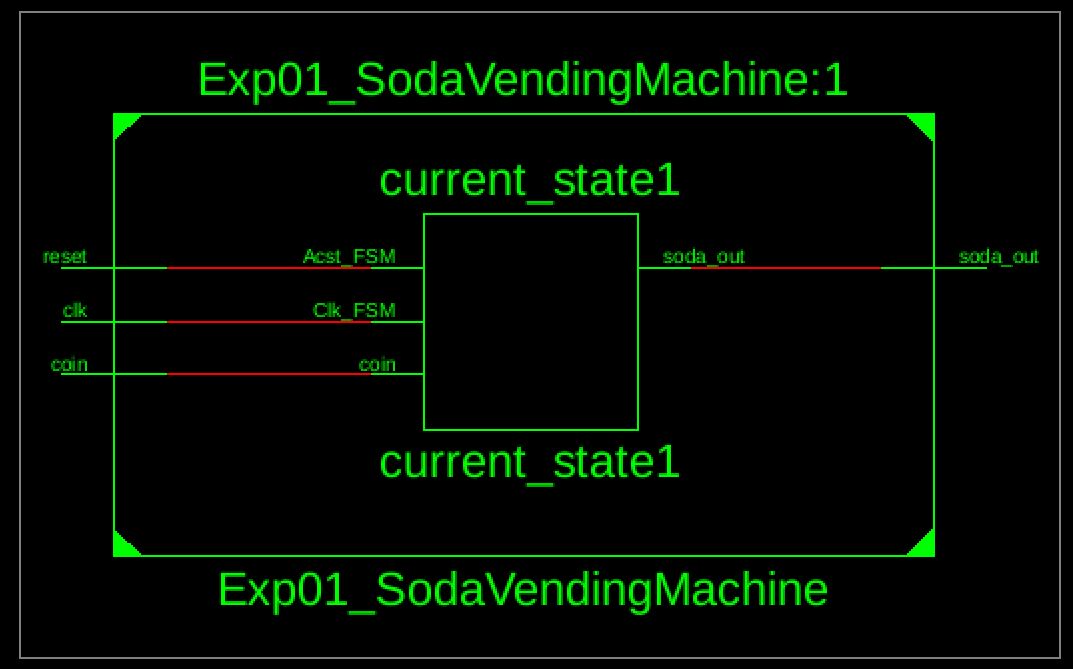 Exp01_SodaVendingMachine:1
current_state1
reset Acst_FSM soda_out soda_out
clk Clk_FSM
coin coin
current_state1
Exp01_SodaVendingMachine